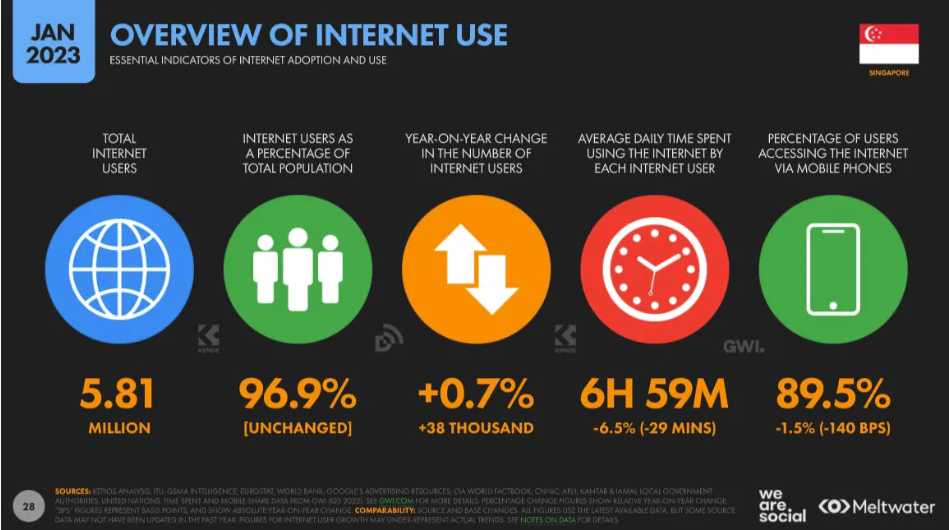 JAN
2023
OVERVIEW OF INTERNET USE
ESSENTIAL INDICATORS OF INTERNET ADOPTION AND USE
SINGAPORE
TOTAL
INTERNET
USERS
INTERNET USERS AS
A PERCENTAGE OF
TOTAL POPULATION
YEAR-ON-YEAR CHANGE
IN THE NUMBER OF
INTERNET USERS
AVERAGE DAILY TIME SPENT
USING THE INTERNET BY
EACH INTERNET USER
PERCENTAGE OF USERS
ACCESSING THE INTERNET
VIA MOBILE PHONES
KEPIOS
KEPIOS
GWI.
5.81
MILLION
96.9%
[UNCHANGED]
+0.7%
+38 THOUSAND
6H 59M
-6.5% (-29 MINS)
89.5%
-1.5% (-140 BPS)
28
SOURCES: KEPIOS ANALYSIS; ITU; GSMA INTELLIGENCE; EUROSTAT; WORLD BANK; GOOGLE'S ADVERTISING RESOURCES; CIA WORLD FACTBOOK; CNNIC; APJII; KANTAR & IAMAI; LOCAL GOVERNMENT
AUTHORITIES; UNITED NATIONS. TIME SPENT AND MOBILE SHARE DATA FROM GWI (Q3 2022). SEE GWI.COM FOR MORE DETAILS. PERCENTAGE CHANGE FIGURES SHOW RELATIVE YEAR-ON-YEAR CHANGE.
"BPS" FIGURES REPRESENT BASIS POINTS, AND SHOW ABSOLUTE YEAR-ON-YEAR CHANGE. COMPARABILITY: SOURCE AND BASE CHANGES. ALL FIGURES USE THE LATEST AVAILABLE DATA, BUT SOME SOURCE
DATA MAY NOT HAVE BEEN UPDATED IN THE PAST YEAR. FIGURES FOR INTERNET USER GROWTH MAY UNDER-REPRESENT ACTUAL TRENDS. SEE NOTES ON DATA FOR DETAILS.
we
are.
social
Meltwater